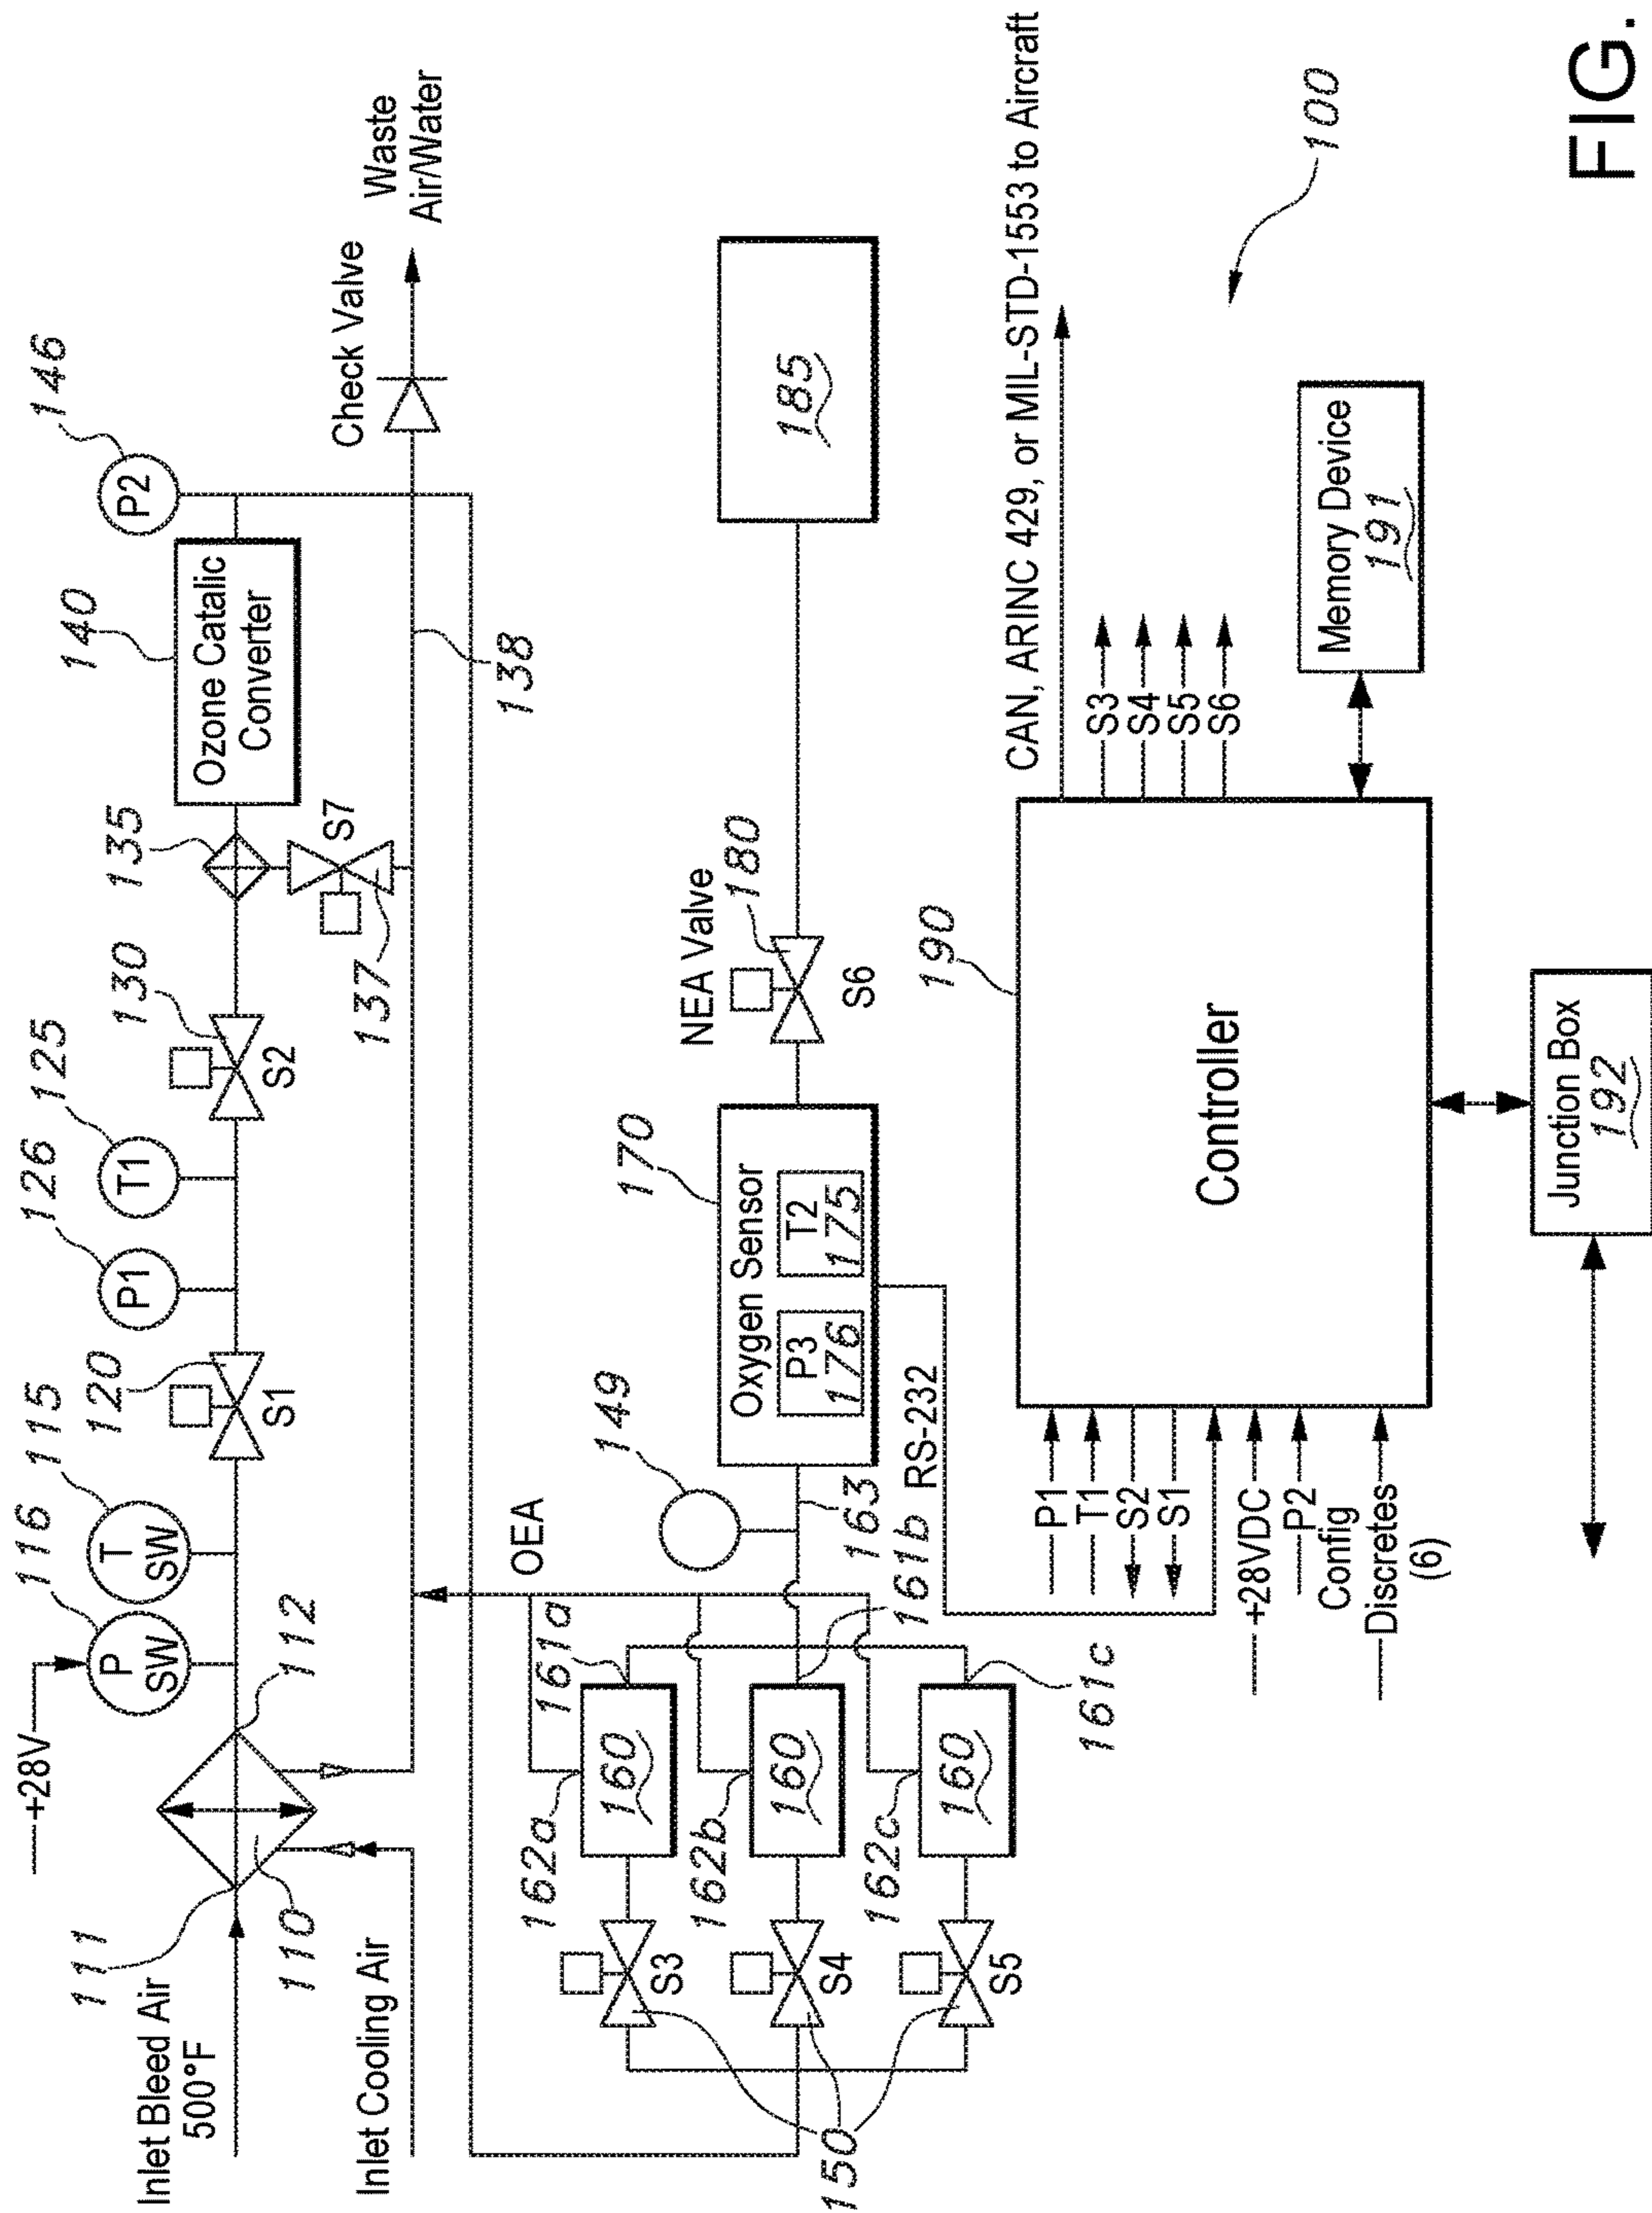 +28V
116
115
126
125
146
P
SW
T
SW
P1
T1
P2
111
112
120
130
135
140
Inlet Bleed Air
500°F
110
S1
S2
Ozone Catalic
Converter
S7
137
Check Valve
Waste
Air/Water
Inlet Cooling Air
138
OEA
149
162a
161a
160
S3
162b
161b
160
S4
162c
161c
160
S5
150
163
170
Oxygen Sensor
P3
176
T2
175
NEA Valve
180
S6
185
RS-232
190
CAN, ARINC 429, or MIL-STD-1553 to Aircraft
P1
T1
S2
S1
+28VDC
P2
Config
Discretes
(6)
Controller
S3
S4
S5
S6
100
Memory Device
191
Junction Box
192
FIG.